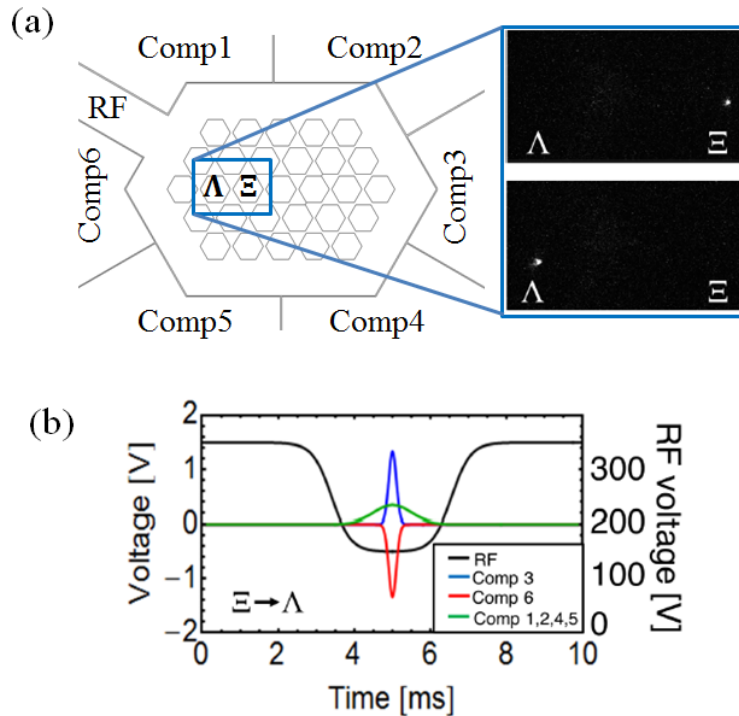 (a)
Comp1
Comp2
RF
Comp6
Λ Ξ
Comp3
Comp5
Comp4
Λ Ξ
Λ Ξ
(b)
Voltage [V]
2
1
0
−1
−2
RF voltage [V]
300
200
100
0
RF
Comp 3
Comp 6
Comp 1,2,4,5
Ξ→Λ
0 2 4 6 8 10
Time [ms]